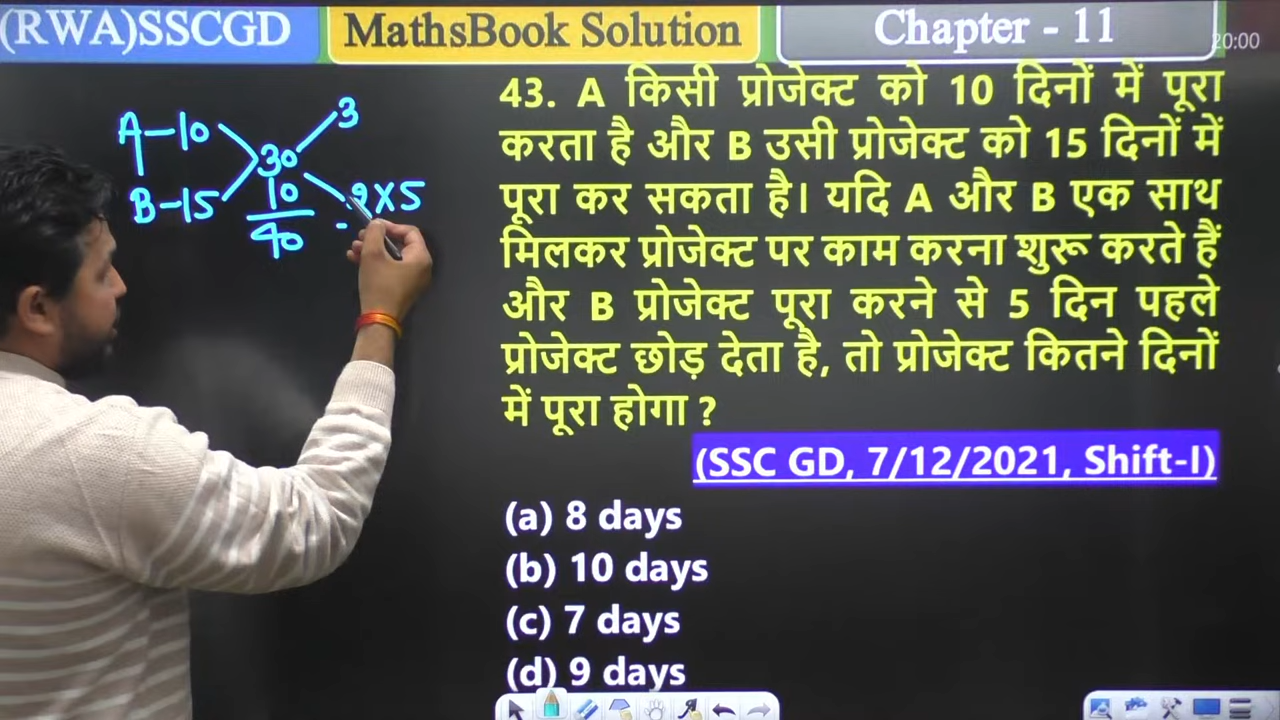 (RWA)SSCGD
MathsBook Solution
Chapter - 11
20:00
A-10
3
30
B-15
10
2×5
40
43. A किसी प्रोजेक्ट को 10 दिनों में पूरा
करता है और B उसी प्रोजेक्ट को 15 दिनों में
पूरा कर सकता है। यदि A और B एक साथ
मिलकर प्रोजेक्ट पर काम करना शुरू करते हैं
और B प्रोजेक्ट पूरा करने से 5 दिन पहले
प्रोजेक्ट छोड़ देता है, तो प्रोजेक्ट कितने दिनों
में पूरा होगा ?
(SSC GD, 7/12/2021, Shift-I)
(a) 8 days
(b) 10 days
(c) 7 days
(d) 9 days